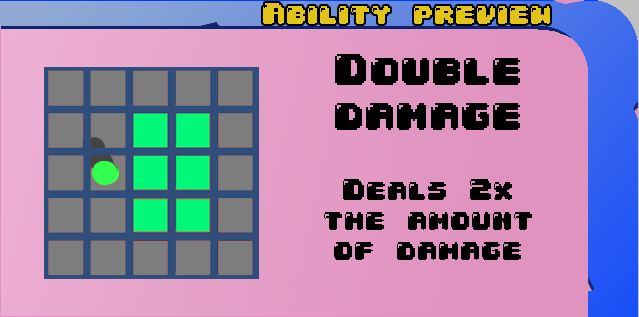 Ability preview
Double
damage
Deals 2x
the amount
of damage